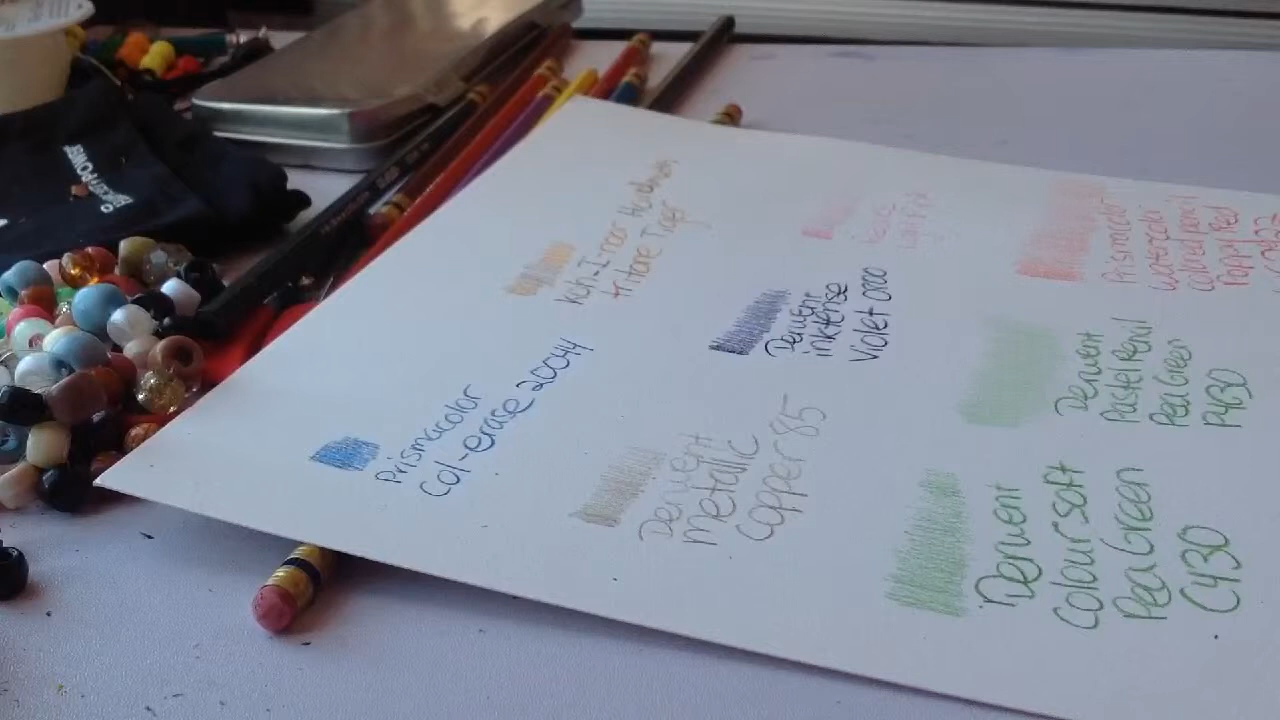 Koh-I-noor
tritone Tiger
Prismacolor
Watercolor
colored pencil
Poppy Red
Derwent
inktense
Violet 0700
Prismacolor
Col-erase 20044
Derwent
Pastel Pencil
Pea Green
P430
Derwent
Metallic
Copper 85
Derwent
Coloursoft
Pea Green
C430